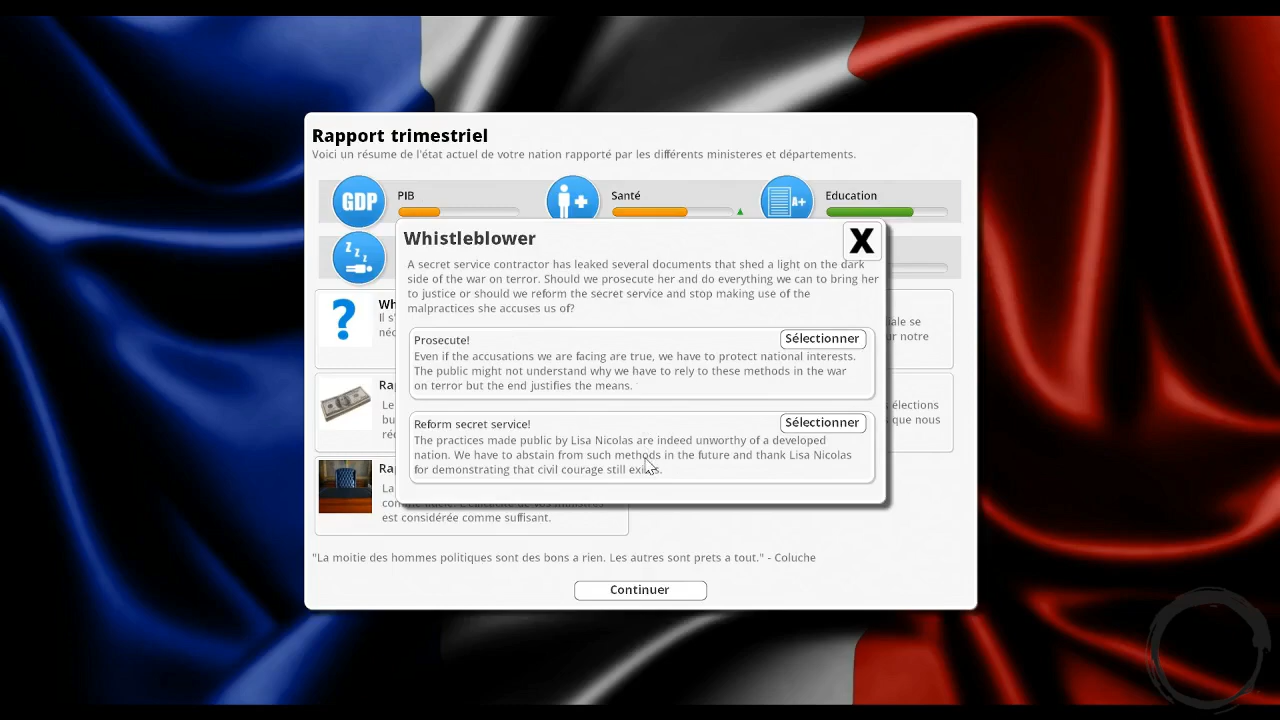 Rapport trimestriel
Voici un résume de l'état actuel de votre nation rapporté par les différents ministeres et départements.
GDP PIB
Santé
A+ Education
Z Z Z
Whistleblower
X
A secret service contractor has leaked several documents that shed a light on the dark
side of the war on terror. Should we prosecute her and do everything we can to bring her
to justice or should we reform the secret service and stop making use of the
malpractices she accuses us of?
Prosecute!
Sélectionner
Even if the accusations we are facing are true, we have to protect national interests.
The public might not understand why we have to rely to these methods in the war
on terror but the end justifies the means.
Reform secret service!
Sélectionner
The practices made public by Lisa Nicolas are indeed unworthy of a developed
nation. We have to abstain from such methods in the future and thank Lisa Nicolas
for demonstrating that civil courage still exists.
?
Wh
Il s'
néc
ale se
ur notre
Ra
Le
bu
réc
élections
que nous
Ra
La
est considérée comme suffisant.
"La moitie des hommes politiques sont des bons a rien. Les autres sont prets a tout." - Coluche
Continuer